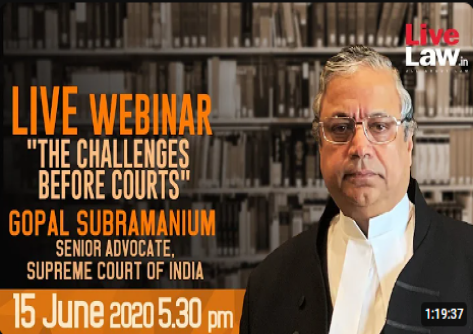 Live
Law.in
LIVE WEBINAR
"THE CHALLENGES
BEFORE COURTS"
GOPAL SUBRAMANIUM
SENIOR ADVOCATE,
SUPREME COURT OF INDIA
15 June 2020 5.30 pm
1:19:37